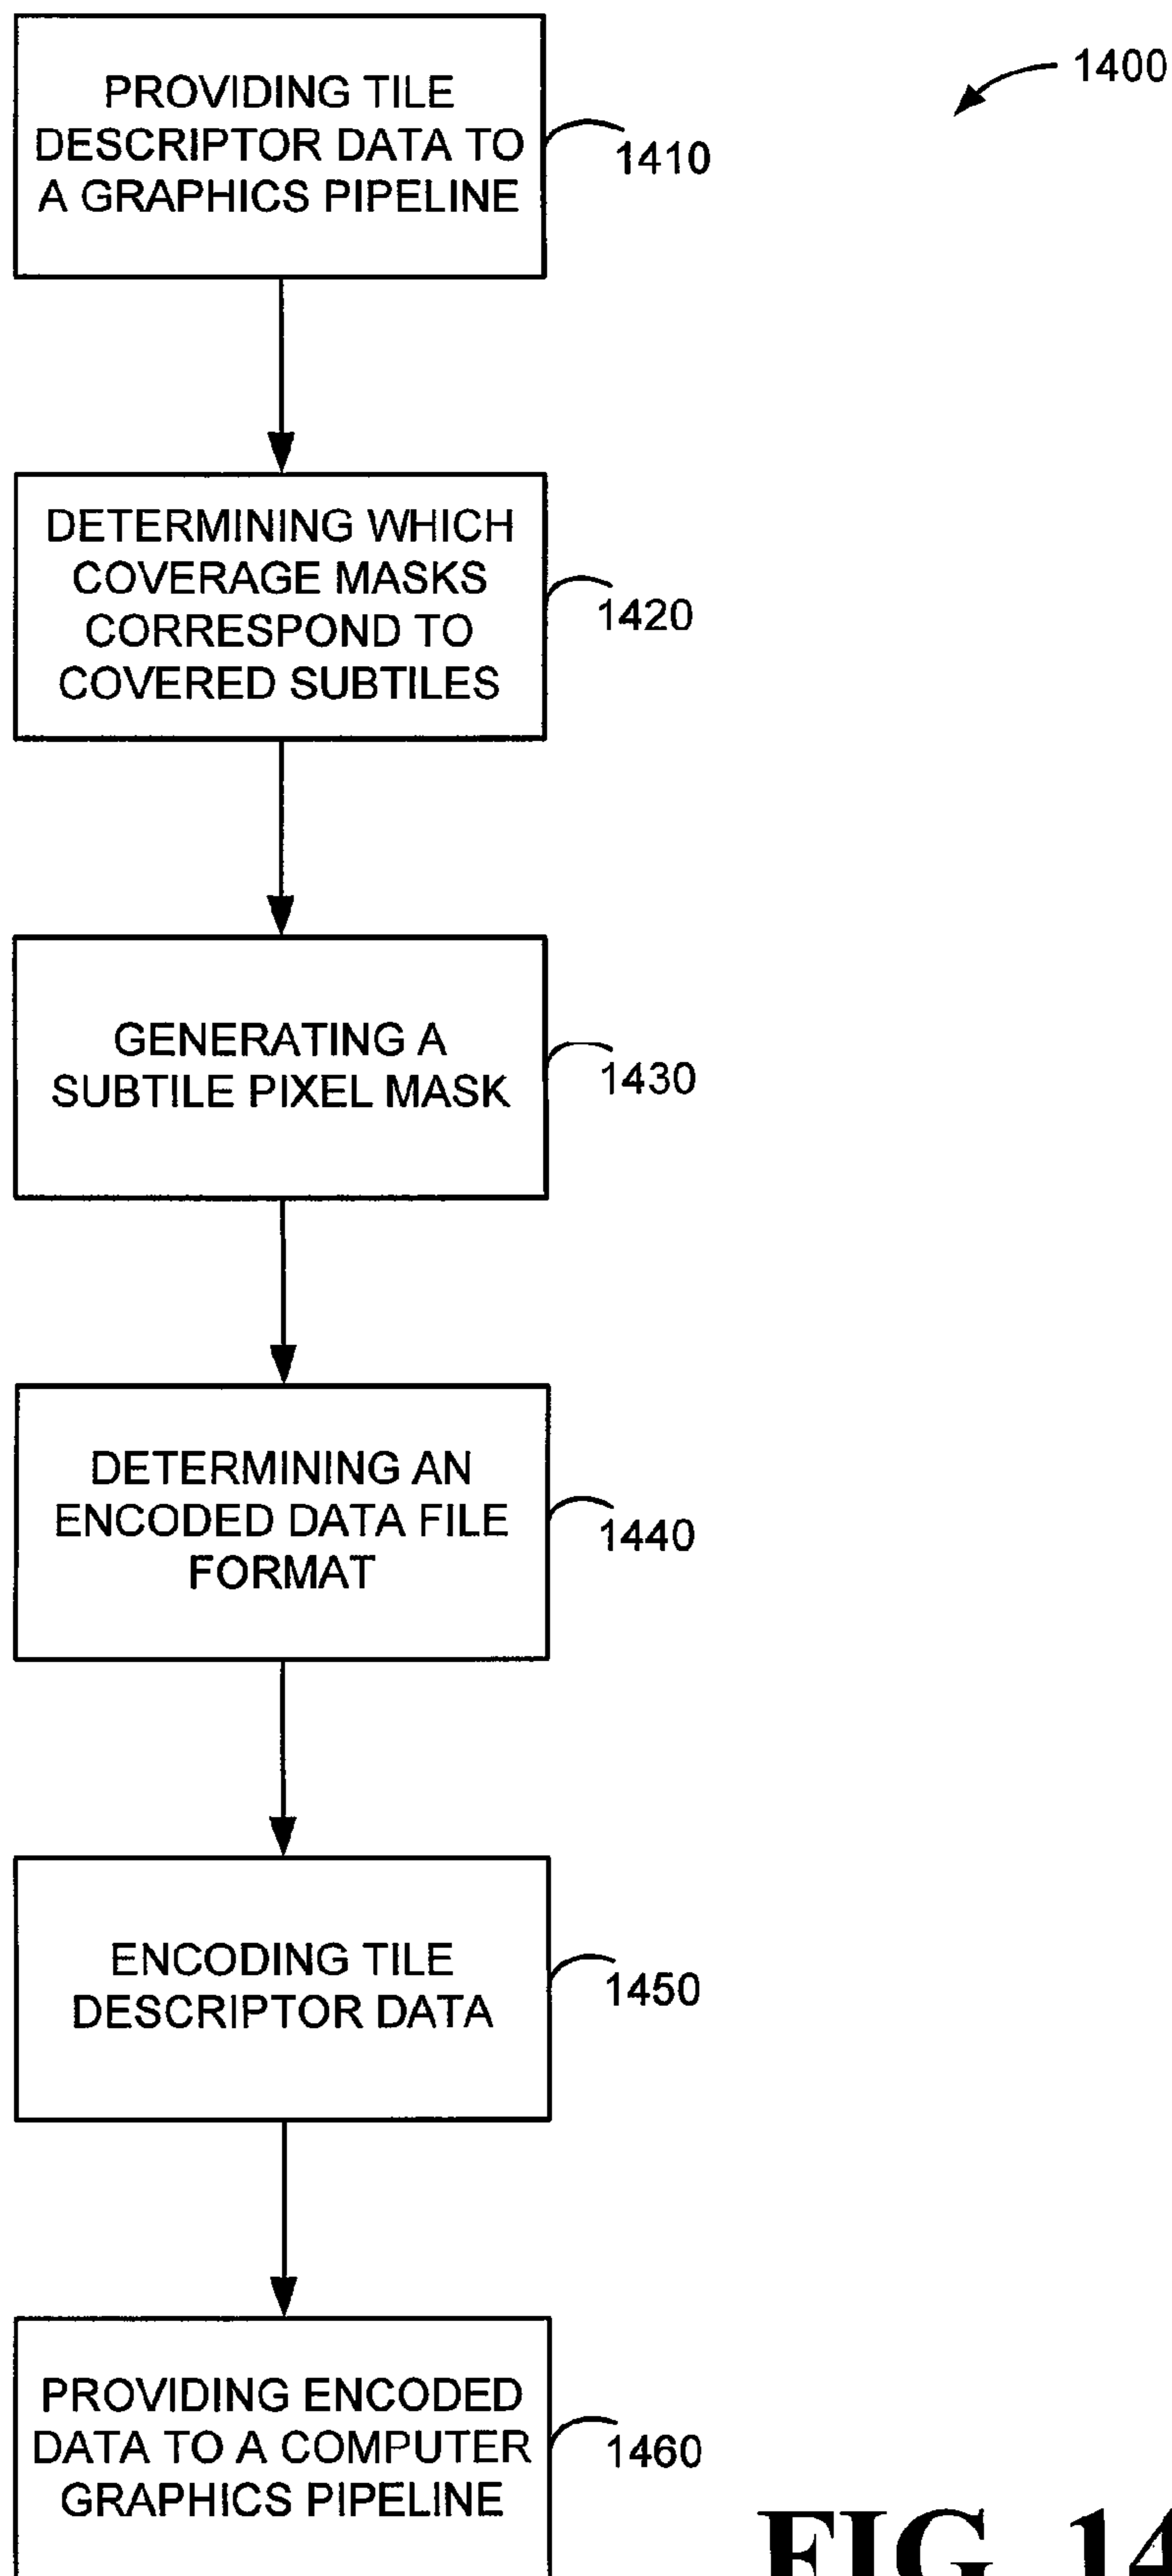 1400
PROVIDING TILE
DESCRIPTOR DATA TO
A GRAPHICS PIPELINE
1410
DETERMINING WHICH
COVERAGE MASKS
CORRESPOND TO
COVERED SUBTILES
1420
GENERATING A
SUBTILE PIXEL MASK
1430
DETERMINING AN
ENCODED DATA FILE
FORMAT
1440
ENCODING TILE
DESCRIPTOR DATA
1450
PROVIDING ENCODED
DATA TO A COMPUTER
GRAPHICS PIPELINE
1460
FIG. 14